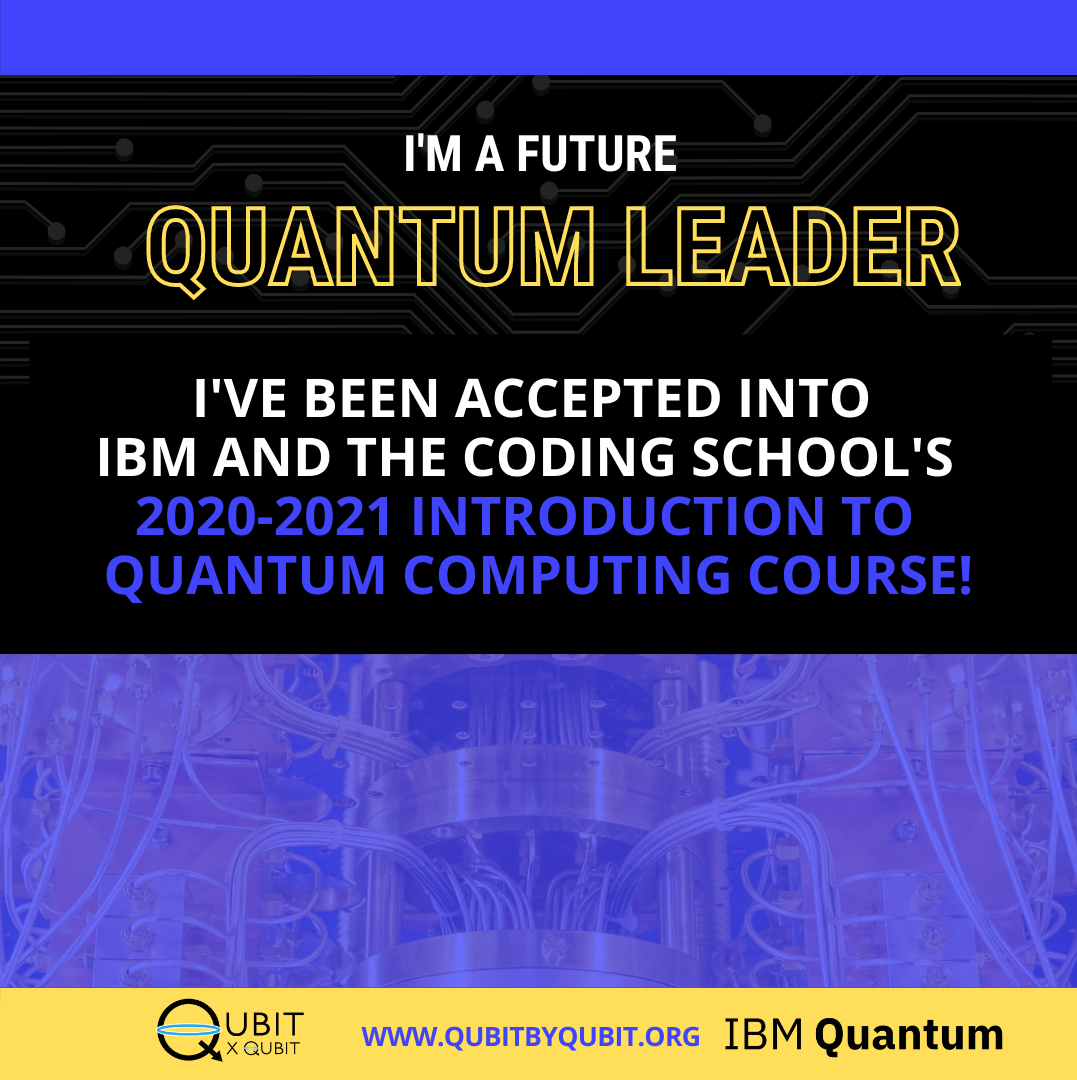 I'M A FUTURE
QUANTUM LEADER
I'VE BEEN ACCEPTED INTO
IBM AND THE CODING SCHOOL'S
2020-2021 INTRODUCTION TO
QUANTUM COMPUTING COURSE!
QUBIT
X QUBIT
WWW.QUBITBYQUBIT.ORG
IBM Quantum